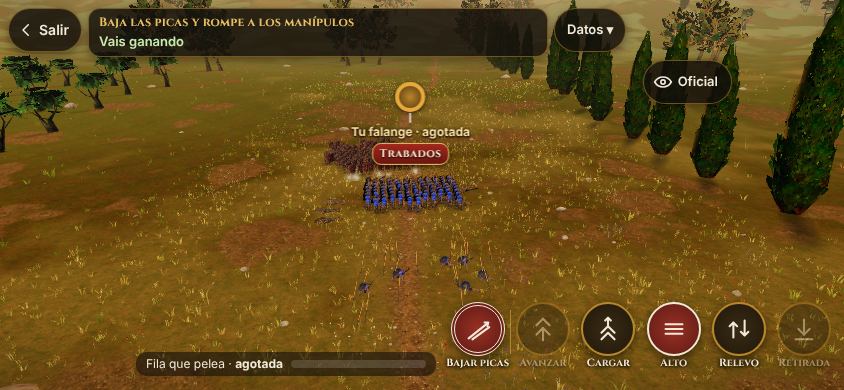 Salir
BAJA LAS PICAS Y ROMPE A LOS MANÍPULOS
Vais ganando
Datos ▾
Oficial
Tu falange · agotada
TRABADOS
Fila que pelea · agotada
BAJAR PICAS
AVANZAR
CARGAR
ALTO
RELEVO
RETIRADA